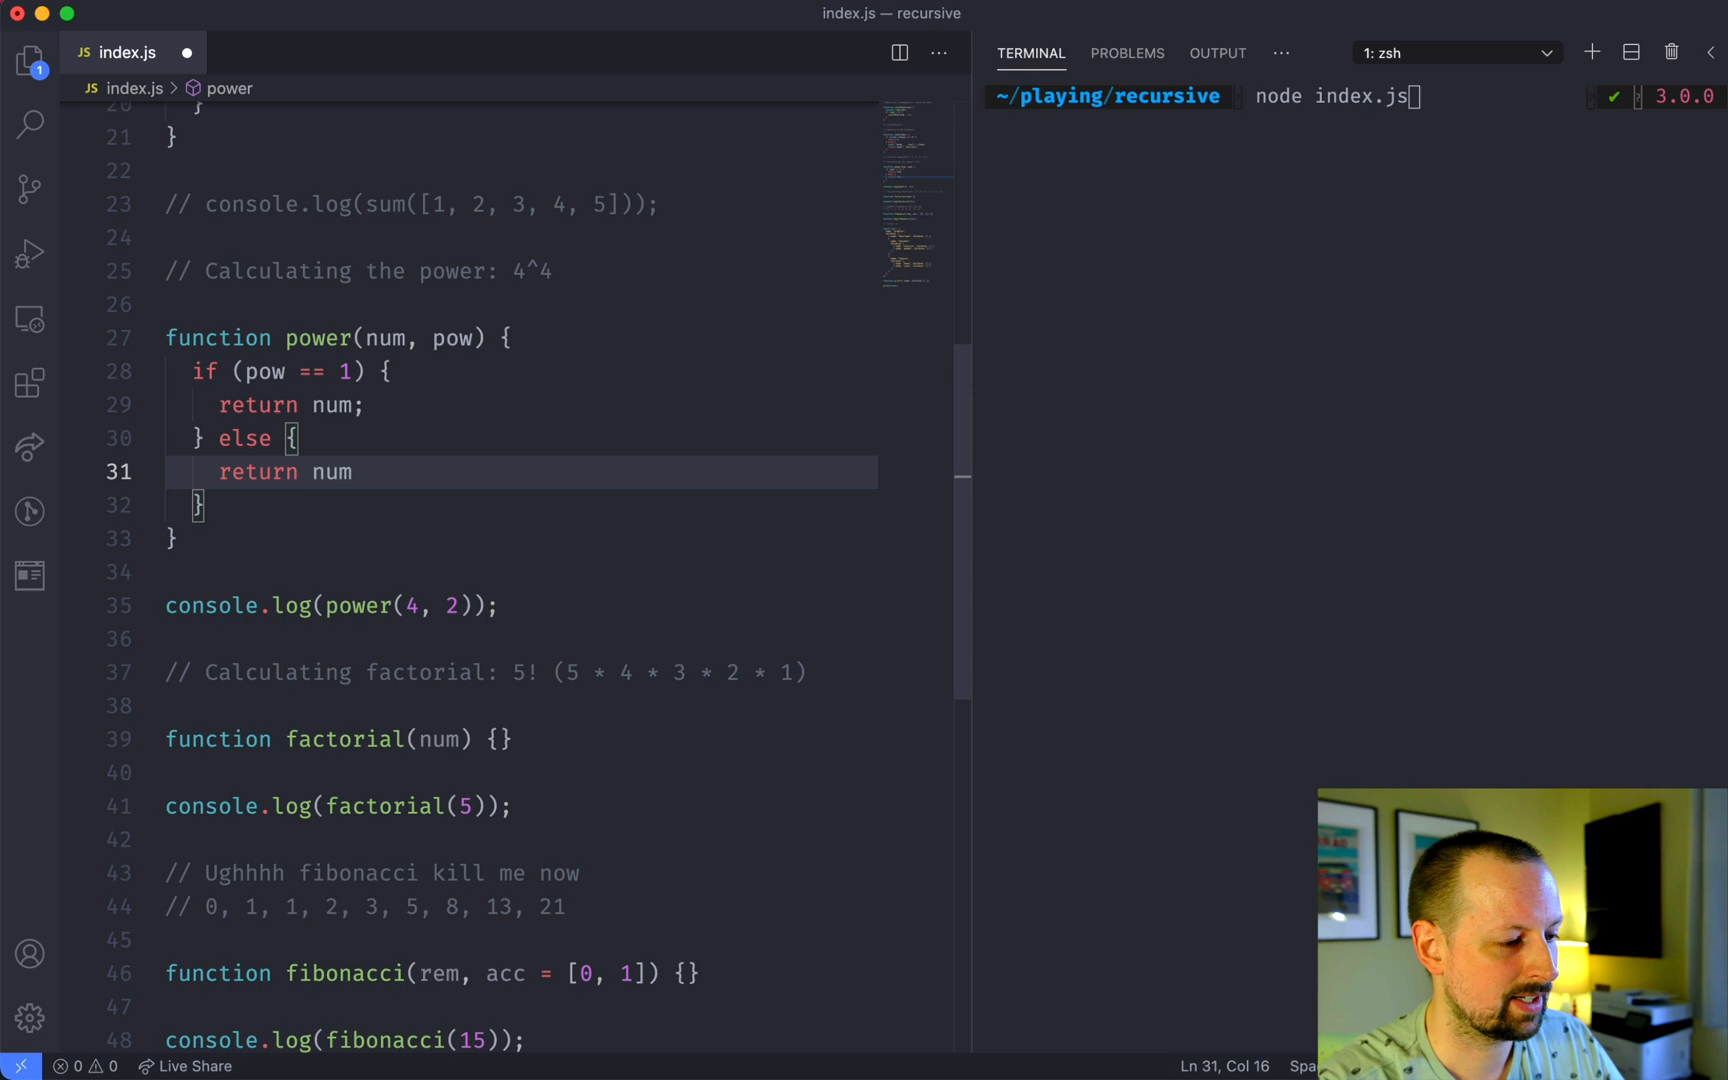 index.js — recursive
JS index.js
TERMINAL PROBLEMS OUTPUT ··· 1: zsh
1
JS index.js > power
~/playing/recursive node index.js ✔ 3.0.0
20 }
21 }
22
23 // console.log(sum([1, 2, 3, 4, 5]));
24
25 // Calculating the power: 4^4
26
27 function power(num, pow) {
28 if (pow == 1) {
29 return num;
30 } else {
31 return num
32 }
33 }
34
35 console.log(power(4, 2));
36
37 // Calculating factorial: 5! (5 * 4 * 3 * 2 * 1)
38
39 function factorial(num) {}
40
41 console.log(factorial(5));
42
43 // Ughhhh fibonacci kill me now
44 // 0, 1, 1, 2, 3, 5, 8, 13, 21
45
46 function fibonacci(rem, acc = [0, 1]) {}
47
48 console.log(fibonacci(15));
0 0 Live Share Ln 31, Col 16